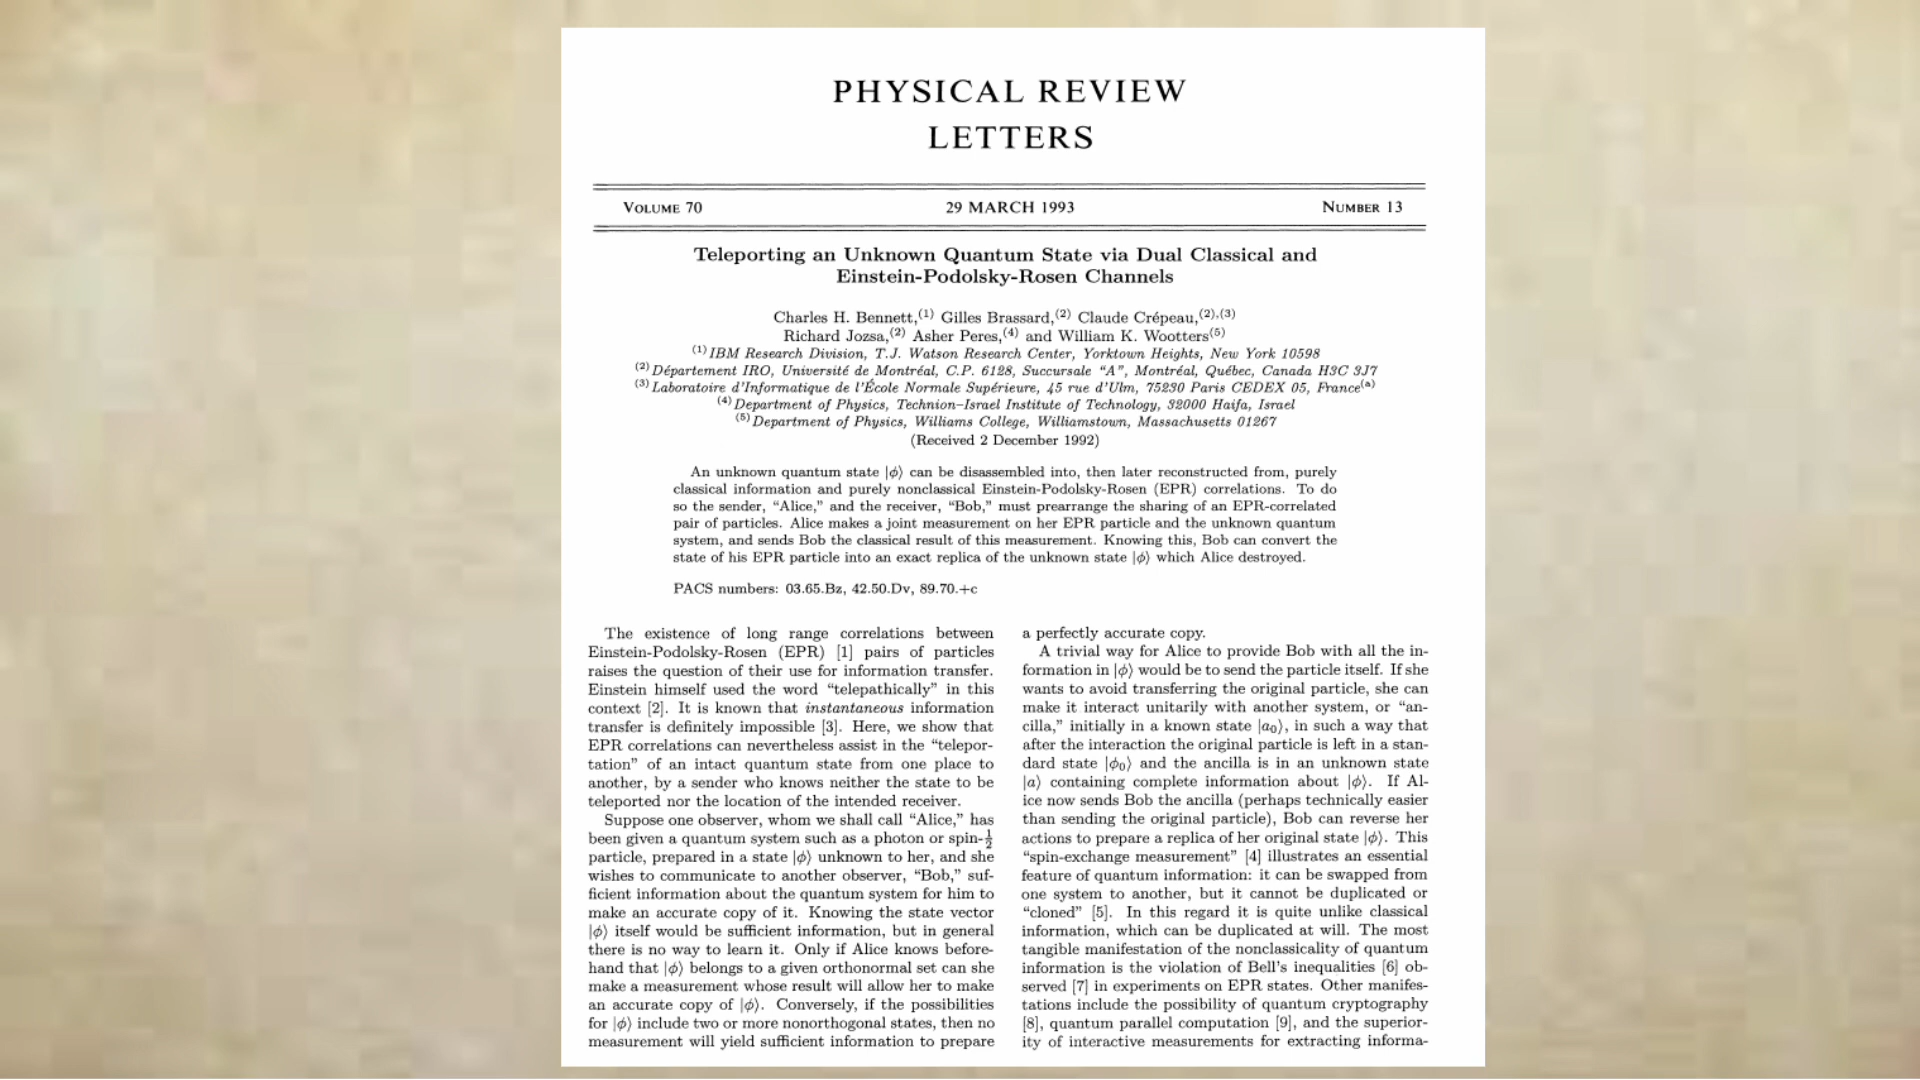 PHYSICAL REVIEW
LETTERS
VOLUME 70
29 MARCH 1993
NUMBER 13
Teleporting an Unknown Quantum State via Dual Classical and
Einstein-Podolsky-Rosen Channels
Charles H. Bennett,(1) Gilles Brassard,(2) Claude Crépeau,(2),(3)
Richard Jozsa,(2) Asher Peres,(4) and William K. Wootters(5)
(1)IBM Research Division, T.J. Watson Research Center, Yorktown Heights, New York 10598
(2)Département IRO, Université de Montréal, C.P. 6128, Succursale “A”, Montréal, Québec, Canada H3C 3J7
(3)Laboratoire d'Informatique de l'École Normale Supérieure, 45 rue d'Ulm, 75230 Paris CEDEX 05, France(a)
(4)Department of Physics, Technion–Israel Institute of Technology, 32000 Haifa, Israel
(5)Department of Physics, Williams College, Williamstown, Massachusetts 01267
(Received 2 December 1992)
An unknown quantum state |ϕ⟩ can be disassembled into, then later reconstructed from, purely
classical information and purely nonclassical Einstein-Podolsky-Rosen (EPR) correlations. To do
so the sender, “Alice,” and the receiver, “Bob,” must prearrange the sharing of an EPR-correlated
pair of particles. Alice makes a joint measurement on her EPR particle and the unknown quantum
system, and sends Bob the classical result of this measurement. Knowing this, Bob can convert the
state of his EPR particle into an exact replica of the unknown state |ϕ⟩ which Alice destroyed.
PACS numbers: 03.65.Bz, 42.50.Dv, 89.70.+c
The existence of long range correlations between
Einstein-Podolsky-Rosen (EPR) [1] pairs of particles
raises the question of their use for information transfer.
Einstein himself used the word “telepathically” in this
context [2]. It is known that instantaneous information
transfer is definitely impossible [3]. Here, we show that
EPR correlations can nevertheless assist in the “telepor-
tation” of an intact quantum state from one place to
another, by a sender who knows neither the state to be
teleported nor the location of the intended receiver.
Suppose one observer, whom we shall call “Alice,” has
been given a quantum system such as a photon or spin-½
particle, prepared in a state |ϕ⟩ unknown to her, and she
wishes to communicate to another observer, “Bob,” suf-
ficient information about the quantum system for him to
make an accurate copy of it. Knowing the state vector
|ϕ⟩ itself would be sufficient information, but in general
there is no way to learn it. Only if Alice knows before-
hand that |ϕ⟩ belongs to a given orthonormal set can she
make a measurement whose result will allow her to make
an accurate copy of |ϕ⟩. Conversely, if the possibilities
for |ϕ⟩ include two or more nonorthogonal states, then no
measurement will yield sufficient information to prepare
a perfectly accurate copy.
A trivial way for Alice to provide Bob with all the in-
formation in |ϕ⟩ would be to send the particle itself. If she
wants to avoid transferring the original particle, she can
make it interact unitarily with another system, or “an-
cilla,” initially in a known state |a₀⟩, in such a way that
after the interaction the original particle is left in a stan-
dard state |ϕ₀⟩ and the ancilla is in an unknown state
|a⟩ containing complete information about |ϕ⟩. If Al-
ice now sends Bob the ancilla (perhaps technically easier
than sending the original particle), Bob can reverse her
actions to prepare a replica of her original state |ϕ⟩. This
“spin-exchange measurement” [4] illustrates an essential
feature of quantum information: it can be swapped from
one system to another, but it cannot be duplicated or
“cloned” [5]. In this regard it is quite unlike classical
information, which can be duplicated at will. The most
tangible manifestation of the nonclassicality of quantum
information is the violation of Bell's inequalities [6] ob-
served [7] in experiments on EPR states. Other manifes-
tations include the possibility of quantum cryptography
[8], quantum parallel computation [9], and the superior-
ity of interactive measurements for extracting informa-